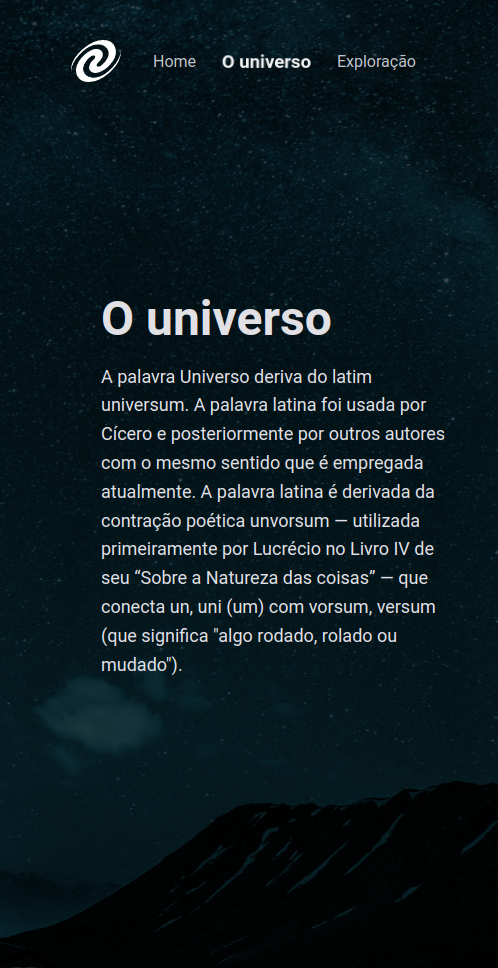 Home O universo Exploração
O universo
A palavra Universo deriva do latim
universum. A palavra latina foi usada por
Cícero e posteriormente por outros autores
com o mesmo sentido que é empregada
atualmente. A palavra latina é derivada da
contração poética unvorsum — utilizada
primeiramente por Lucrécio no Livro IV de
seu “Sobre a Natureza das coisas” — que
conecta un, uni (um) com vorsum, versum
(que significa "algo rodado, rolado ou
mudado").